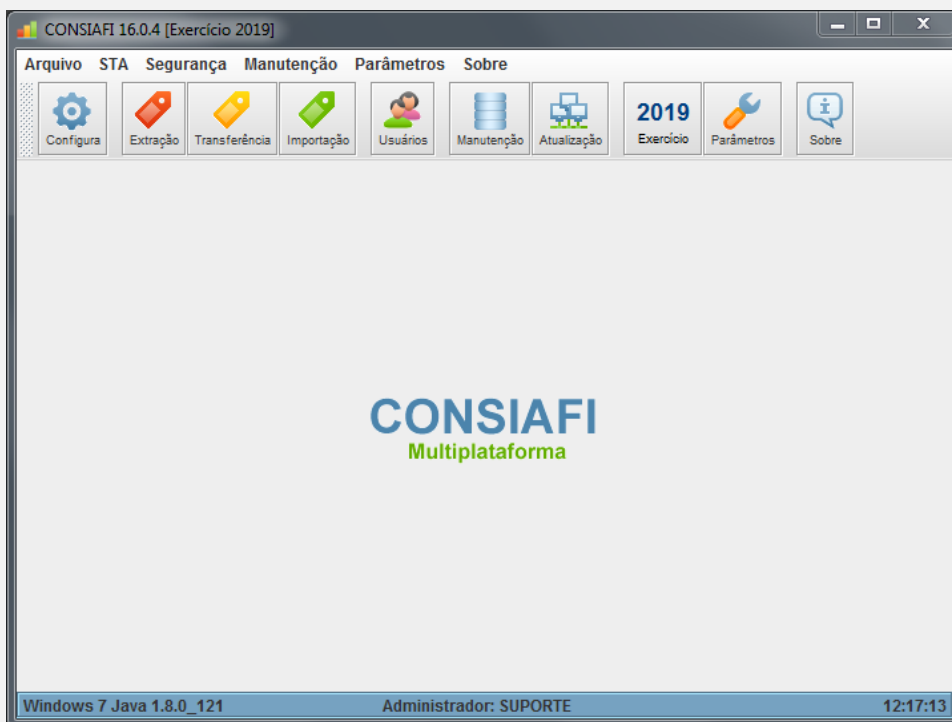 CONSIAFI 16.0.4 [Exercício 2019]
Arquivo STA Segurança Manutenção Parâmetros Sobre
2019
Configura Extração Transferência Importação Usuários Manutenção Atualização Exercício Parâmetros Sobre
CONSIAFI
Multiplataforma
Windows 7 Java 1.8.0_121 Administrador: SUPORTE 12:17:13